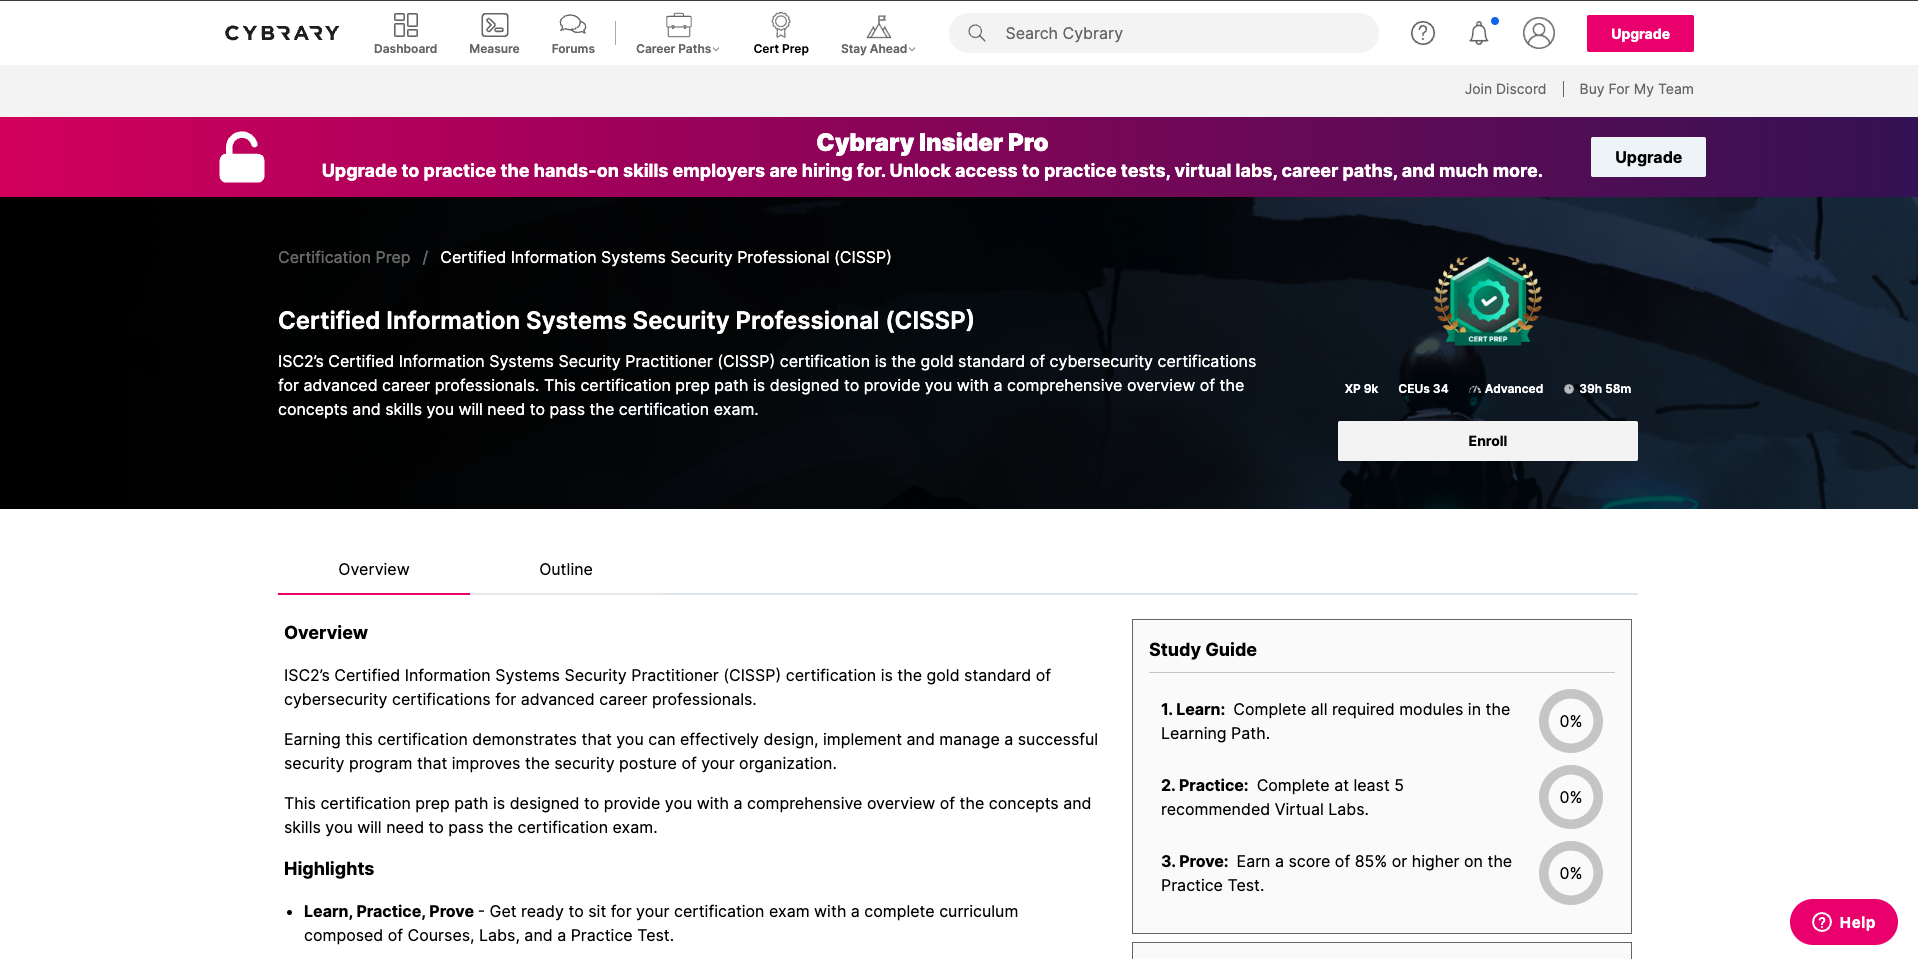 CYBRARY
Dashboard
Measure
Forums
Career Paths
Cert Prep
Stay Ahead
Search Cybrary
Upgrade
Join Discord
Buy For My Team
Cybrary Insider Pro
Upgrade to practice the hands-on skills employers are hiring for. Unlock access to practice tests, virtual labs, career paths, and much more.
Upgrade
Certification Prep / Certified Information Systems Security Professional (CISSP)
Certified Information Systems Security Professional (CISSP)
ISC2’s Certified Information Systems Security Practitioner (CISSP) certification is the gold standard of cybersecurity certifications
for advanced career professionals. This certification prep path is designed to provide you with a comprehensive overview of the
concepts and skills you will need to pass the certification exam.
CERT PREP
XP 9k CEUs 34 Advanced 39h 58m
Enroll
Overview
Outline
Overview
ISC2’s Certified Information Systems Security Practitioner (CISSP) certification is the gold standard of
cybersecurity certifications for advanced career professionals.
Earning this certification demonstrates that you can effectively design, implement and manage a successful
security program that improves the security posture of your organization.
This certification prep path is designed to provide you with a comprehensive overview of the concepts and
skills you will need to pass the certification exam.
Highlights
• Learn, Practice, Prove - Get ready to sit for your certification exam with a complete curriculum
composed of Courses, Labs, and a Practice Test.
Study Guide
1. Learn: Complete all required modules in the
Learning Path.
0%
2. Practice: Complete at least 5
recommended Virtual Labs.
0%
3. Prove: Earn a score of 85% or higher on the
Practice Test.
0%
Help